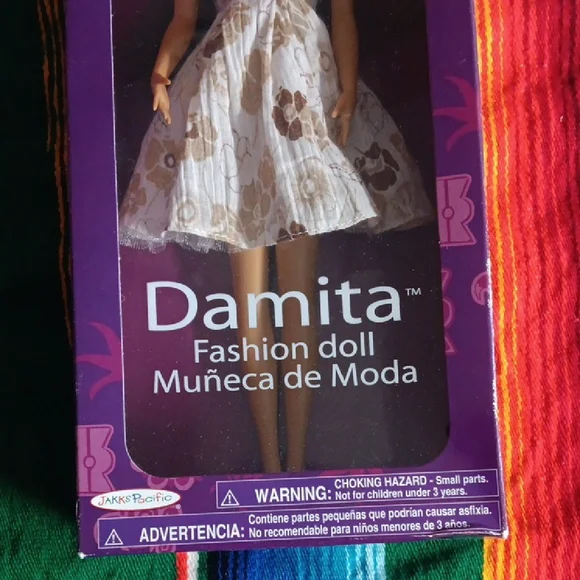 Damita™
Fashion doll
Muñeca de Moda
JAKKS Pacific
WARNING: CHOKING HAZARD - Small parts.
Not for children under 3 years.
ADVERTENCIA: Contiene partes pequeñas que podrían causar asfixia.
No recomendable para niños menores de 3 años.